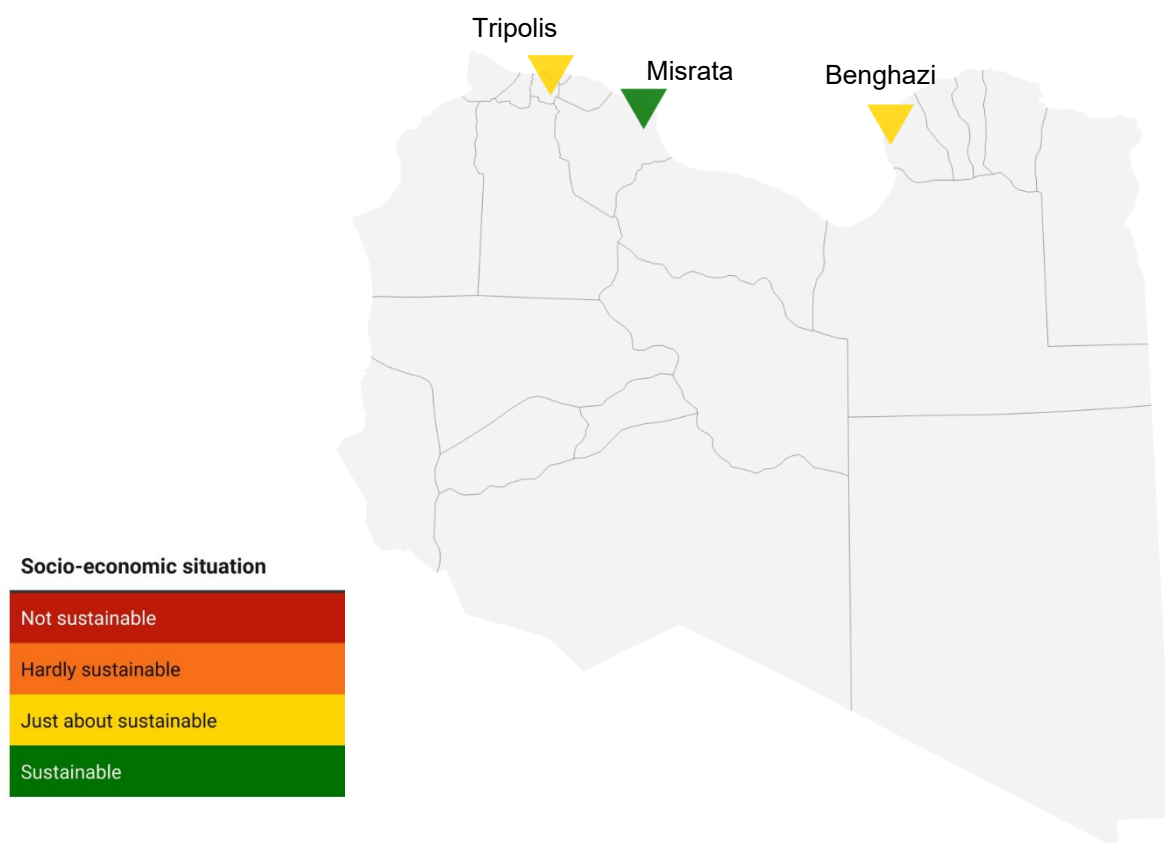 Tripolis
Misrata
Benghazi
Socio-economic situation
Not sustainable
Hardly sustainable
Just about sustainable
Sustainable